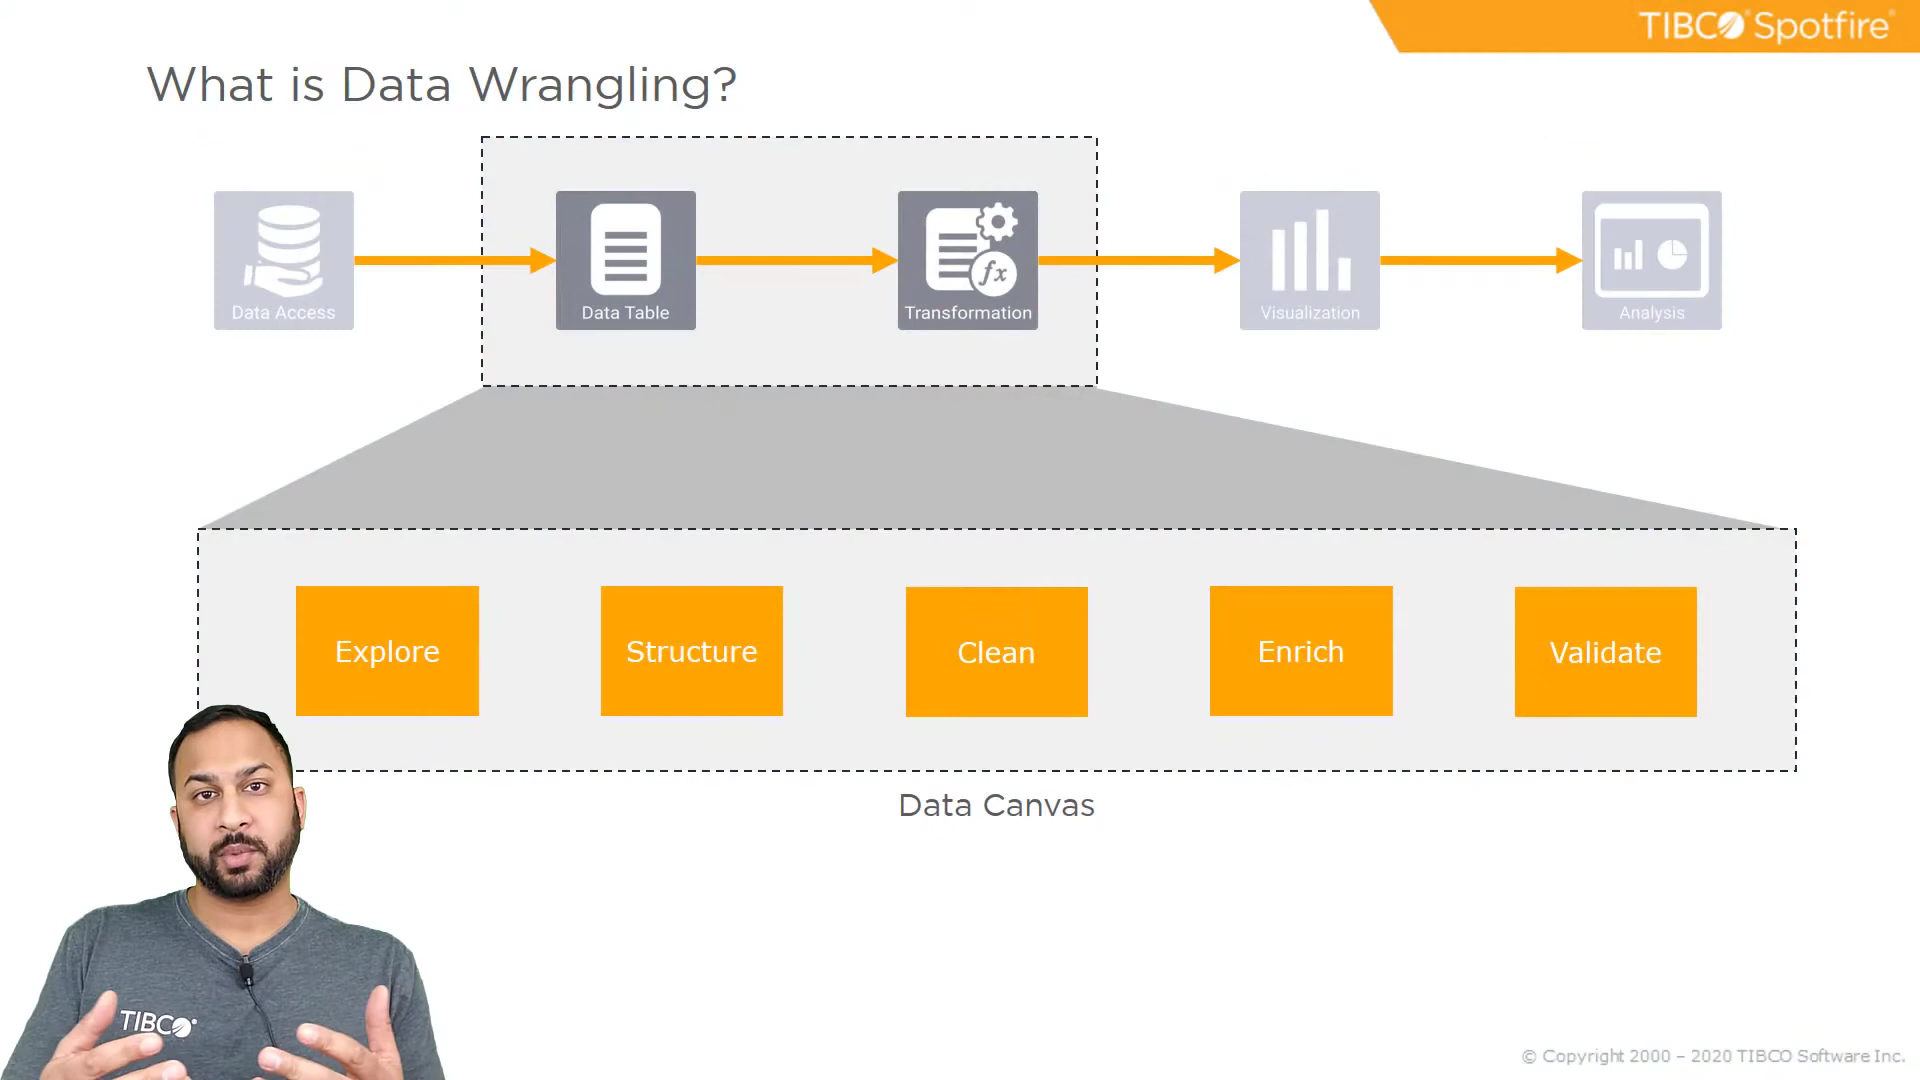 TIBCO Spotfire®
What is Data Wrangling?
Data Access
Data Table
fx
Transformation
Visualization
Analysis
Explore
Structure
Clean
Enrich
Validate
Data Canvas
TIBCO
© Copyright 2000 – 2020 TIBCO Software Inc.